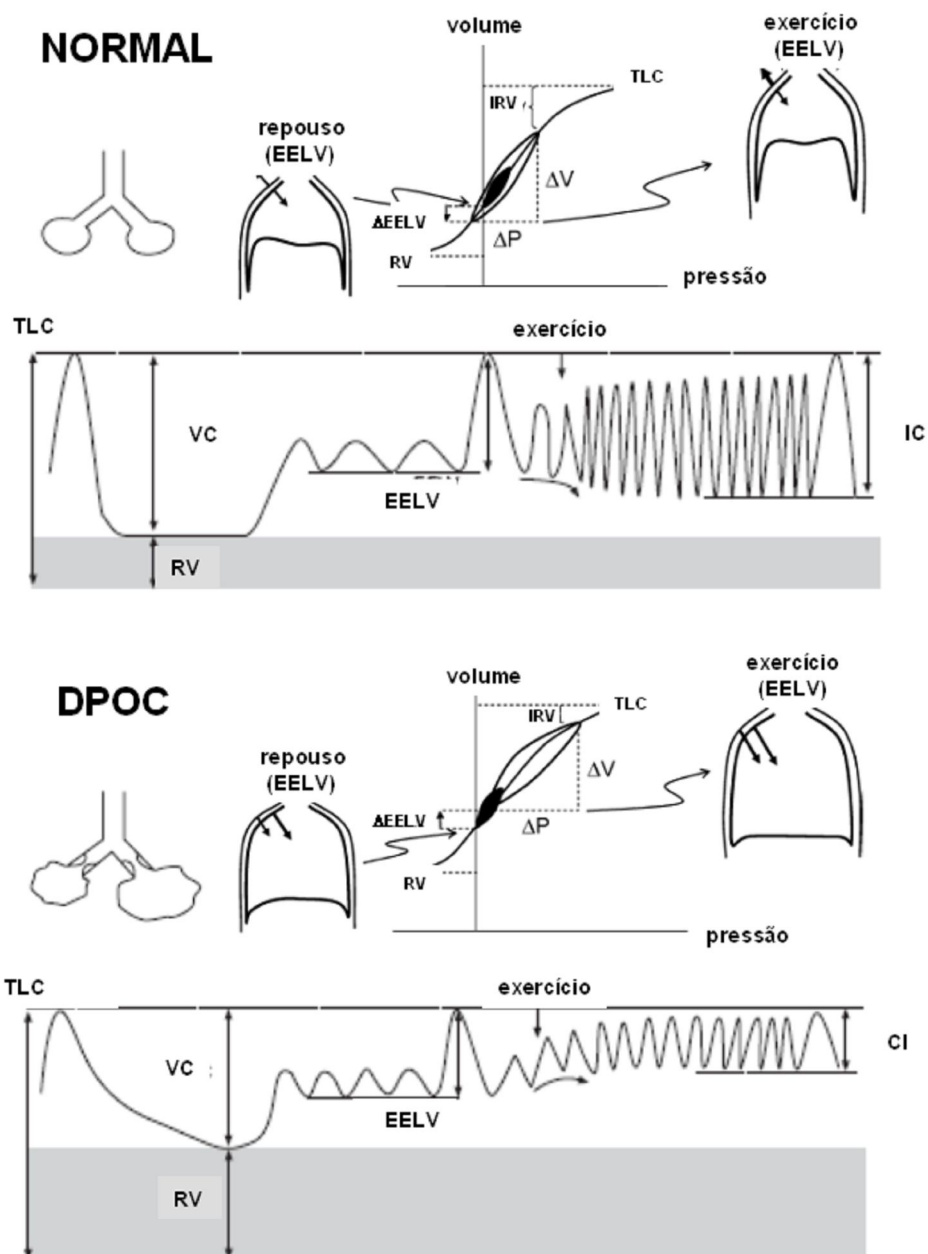 NORMAL
volume
exercício
(EELV)
TLC
IRV
repouso
(EELV)
ΔV
ΔEELV
ΔP
RV
pressão
TLC
exercício
VC
IC
EELV
RV
DPOC
volume
exercício
(EELV)
TLC
IRV
repouso
(EELV)
ΔV
ΔEELV
ΔP
RV
pressão
TLC
exercício
VC
CI
EELV
RV